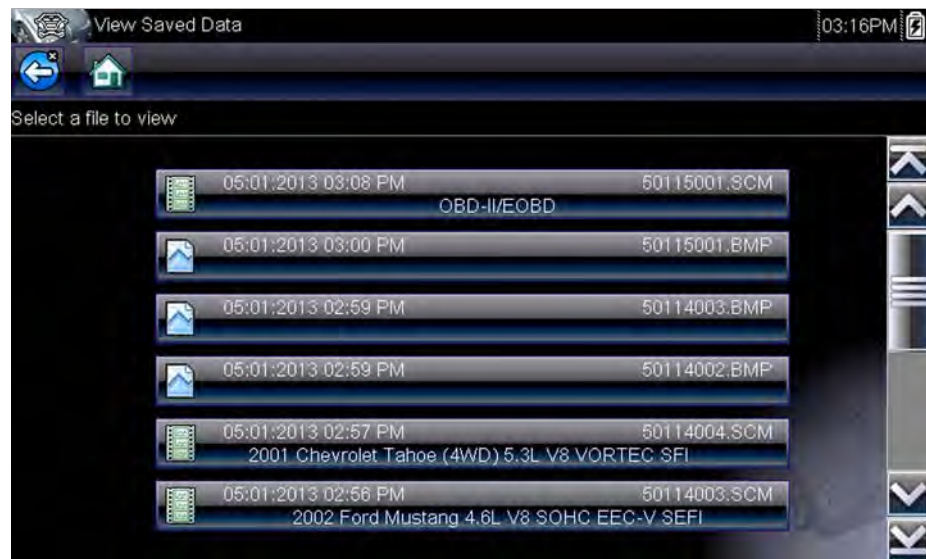 View Saved Data
03:16PM
Select a file to view
05:01:2013 03:08 PM 50115001.SCM
OBD-II/EOBD
05:01:2013 03:00 PM 50115001.BMP
05:01:2013 02:59 PM 50114003.BMP
05:01:2013 02:59 PM 50114002.BMP
05:01:2013 02:57 PM 50114004.SCM
2001 Chevrolet Tahoe (4WD) 5.3L V8 VORTEC SFI
05:01:2013 02:56 PM 50114003.SCM
2002 Ford Mustang 4.6L V8 SOHC EEC-V SEFI